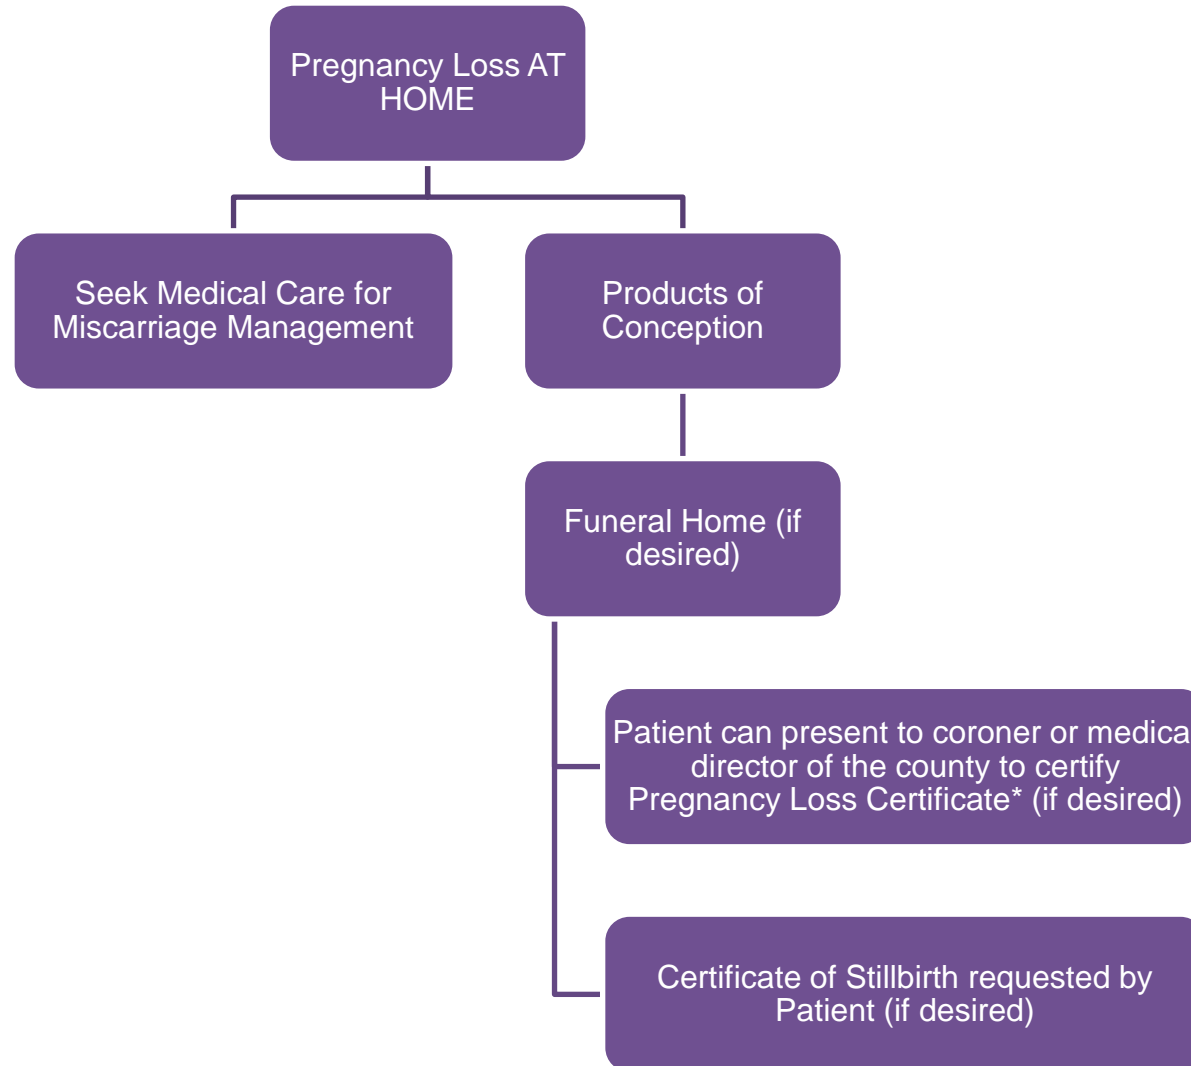 Pregnancy Loss AT
HOME
Seek Medical Care for
Miscarriage Management
Products of
Conception
Funeral Home (if
desired)
Patient can present to coroner or medica
director of the county to certify
Pregnancy Loss Certificate* (if desired)
Certificate of Stillbirth requested by
Patient (if desired)